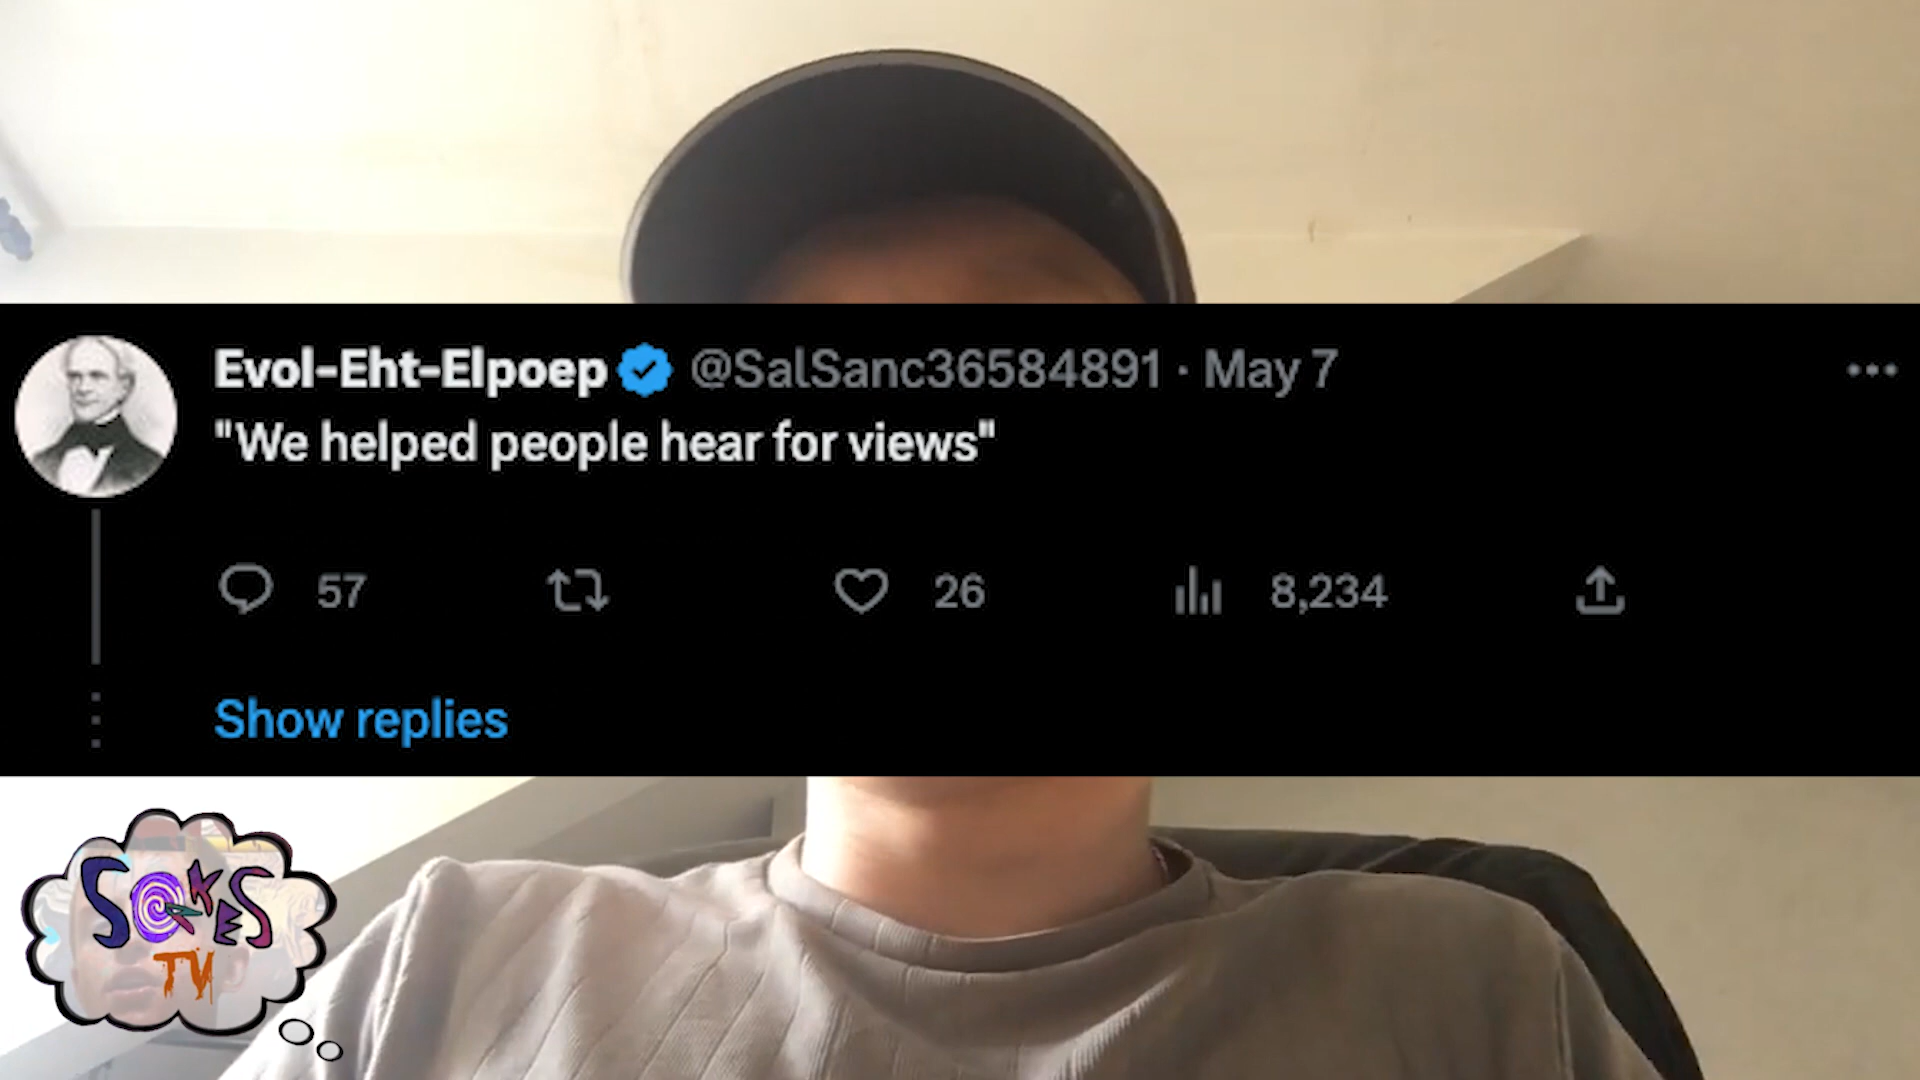 Evol-Eht-Elpoep @SalSanc36584891 · May 7
"We helped people hear for views"
57 26 8,234
Show replies
SOKES
TV